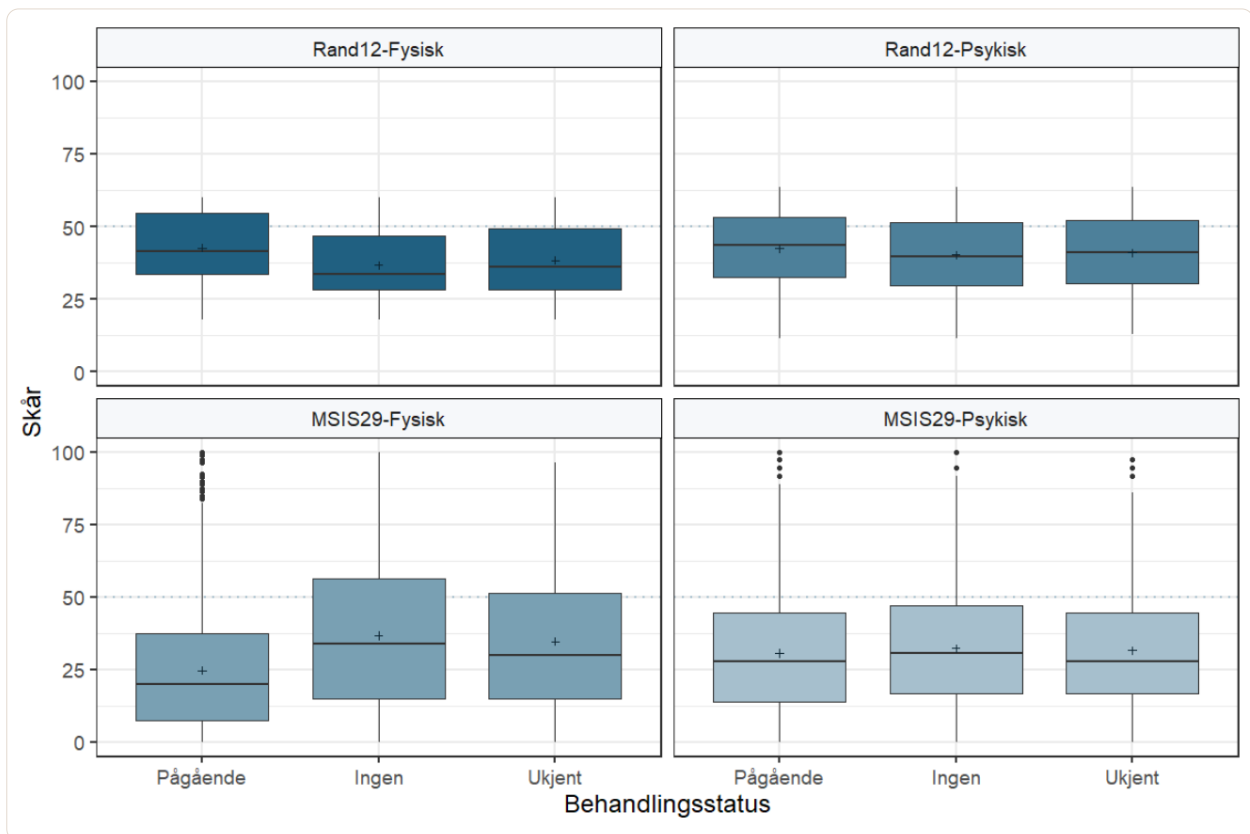 Rand12-Fysisk
Rand12-Psykisk
100
75
50
25
0
MSIS29-Fysisk
MSIS29-Psykisk
100
75
50
25
0
Skår
Pågående Ingen Ukjent
Pågående Ingen Ukjent
Behandlingsstatus